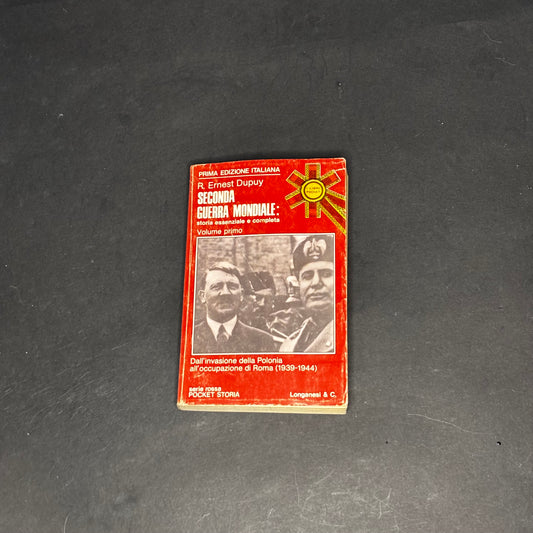 PRIMA EDIZIONE ITALIANA
R. Ernest Dupuy
SECONDA
GUERRA MONDIALE:
storia essenziale e completa
Volume primo
Dall'invasione della Polonia
all'occupazione di Roma (1939-1944)
serie rossa
POCKET STORIA
Longanesi & C.